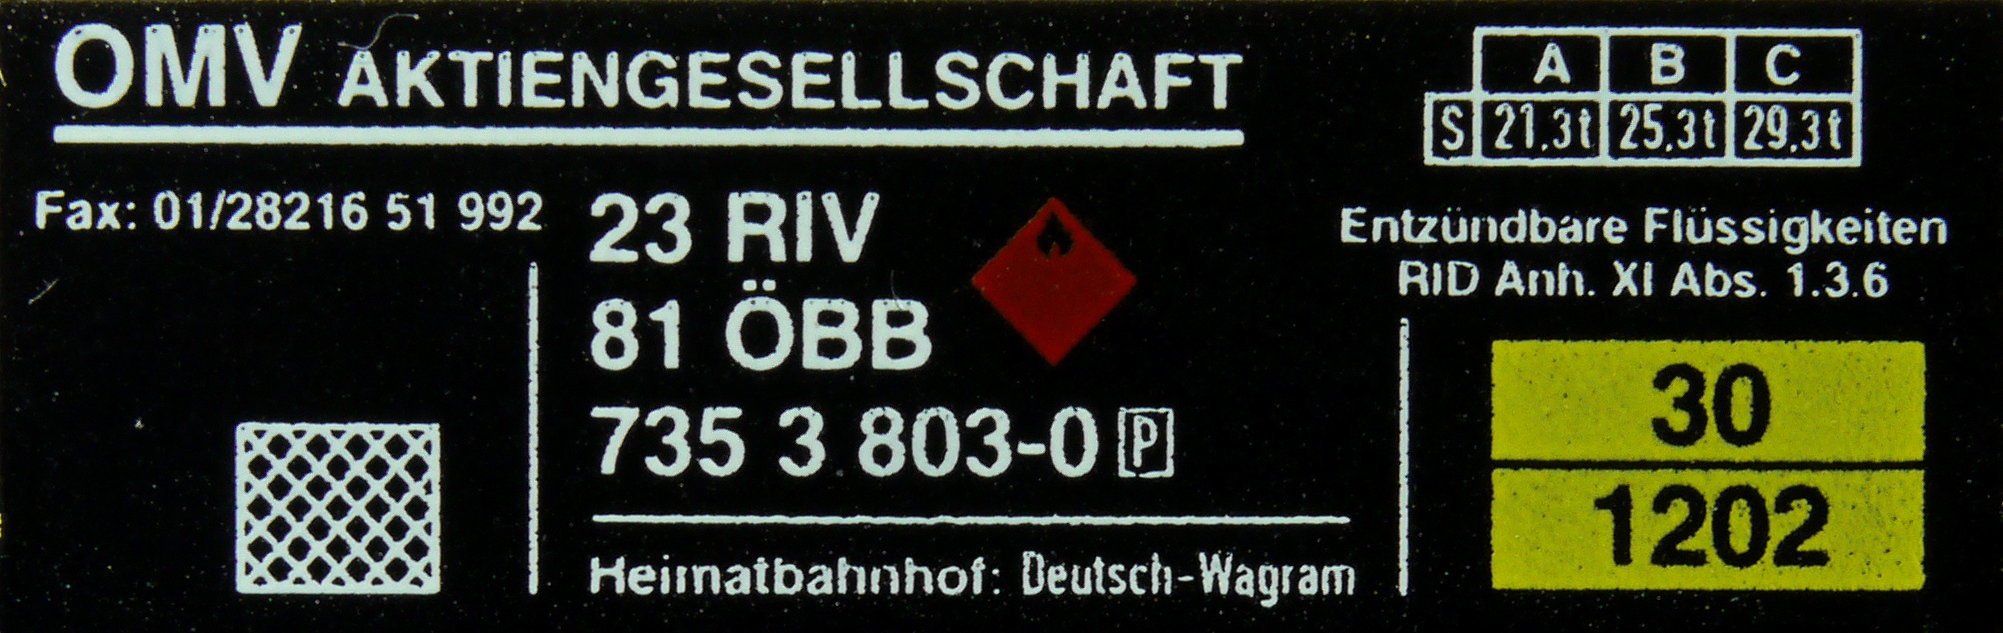 OMV AKTIENGESELLSCHAFT
A B C
S 21.3t 25.3t 29.3t
Fax: 01/28216 51 992
23 RIV
81 ÖBB
735 3 803-0 P
Heimatbahnhof: Deutsch-Wagram
Entzündbare Flüssigkeiten
RID Anh. XI Abs. 1.3.6
30
1202